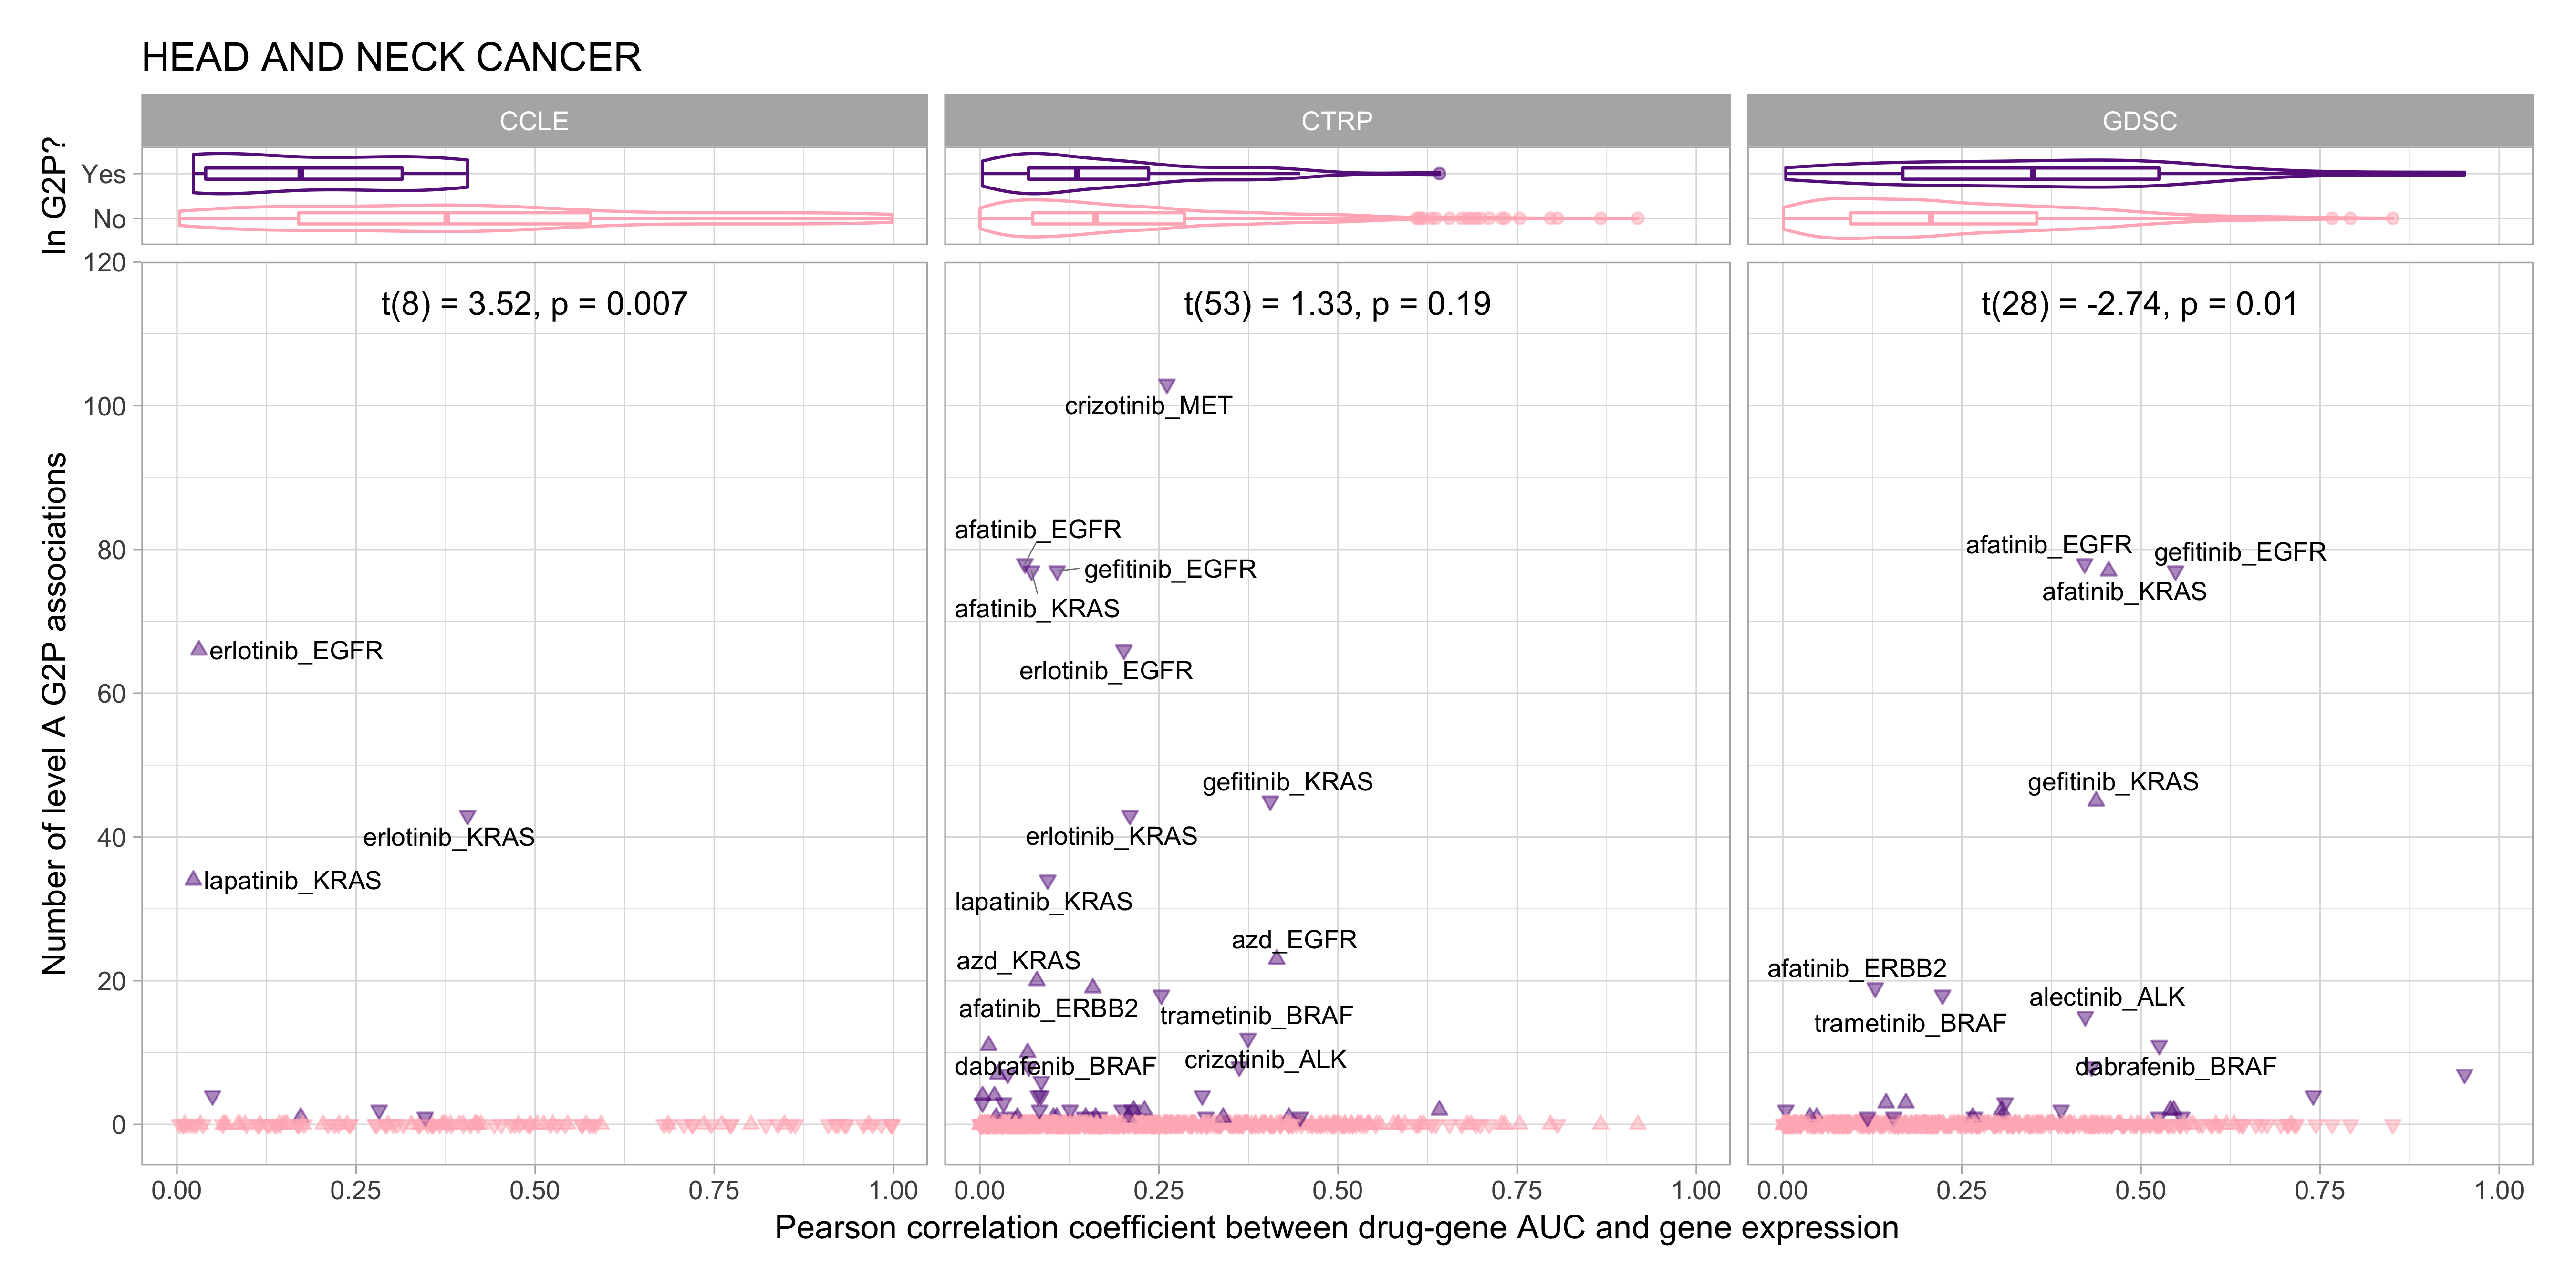 HEAD AND NECK CANCER
CCLE
CTRP
GDSC
In G2P?
Yes
No
Number of level A G2P associations
120
100
80
60
40
20
0
t(8) = 3.52, p = 0.007
erlotinib_EGFR
erlotinib_KRAS
lapatinib_KRAS
t(53) = 1.33, p = 0.19
crizotinib_MET
afatinib_EGFR
gefitinib_EGFR
afatinib_KRAS
erlotinib_EGFR
gefitinib_KRAS
erlotinib_KRAS
lapatinib_KRAS
azd_EGFR
azd_KRAS
afatinib_ERBB2
trametinib_BRAF
crizotinib_ALK
dabrafenib_BRAF
t(28) = -2.74, p = 0.01
afatinib_EGFR
gefitinib_EGFR
afatinib_KRAS
gefitinib_KRAS
afatinib_ERBB2
alectinib_ALK
trametinib_BRAF
dabrafenib_BRAF
0.00 0.25 0.50 0.75 1.00
0.00 0.25 0.50 0.75 1.00
0.00 0.25 0.50 0.75 1.00
Pearson correlation coefficient between drug-gene AUC and gene expression